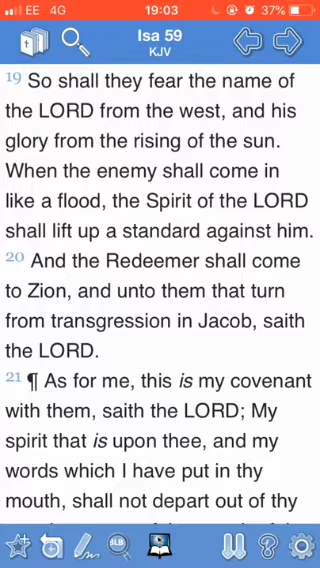 EE 4G 19:03 37%
Isa 59
KJV
19 So shall they fear the name of
the LORD from the west, and his
glory from the rising of the sun.
When the enemy shall come in
like a flood, the Spirit of the LORD
shall lift up a standard against him.
20 And the Redeemer shall come
to Zion, and unto them that turn
from transgression in Jacob, saith
the LORD.
21 ¶ As for me, this is my covenant
with them, saith the LORD; My
spirit that is upon thee, and my
words which I have put in thy
mouth, shall not depart out of thy
BLB